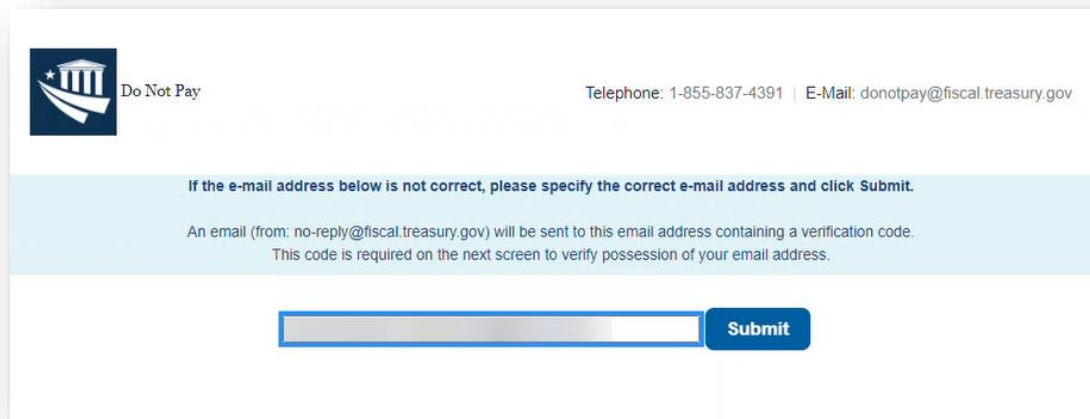 Do Not Pay
Telephone: 1-855-837-4391 | E-Mail: donotpay@fiscal.treasury.gov
If the e-mail address below is not correct, please specify the correct e-mail address and click Submit.
An email (from: no-reply@fiscal.treasury.gov) will be sent to this email address containing a verification code.
This code is required on the next screen to verify possession of your email address.
Submit